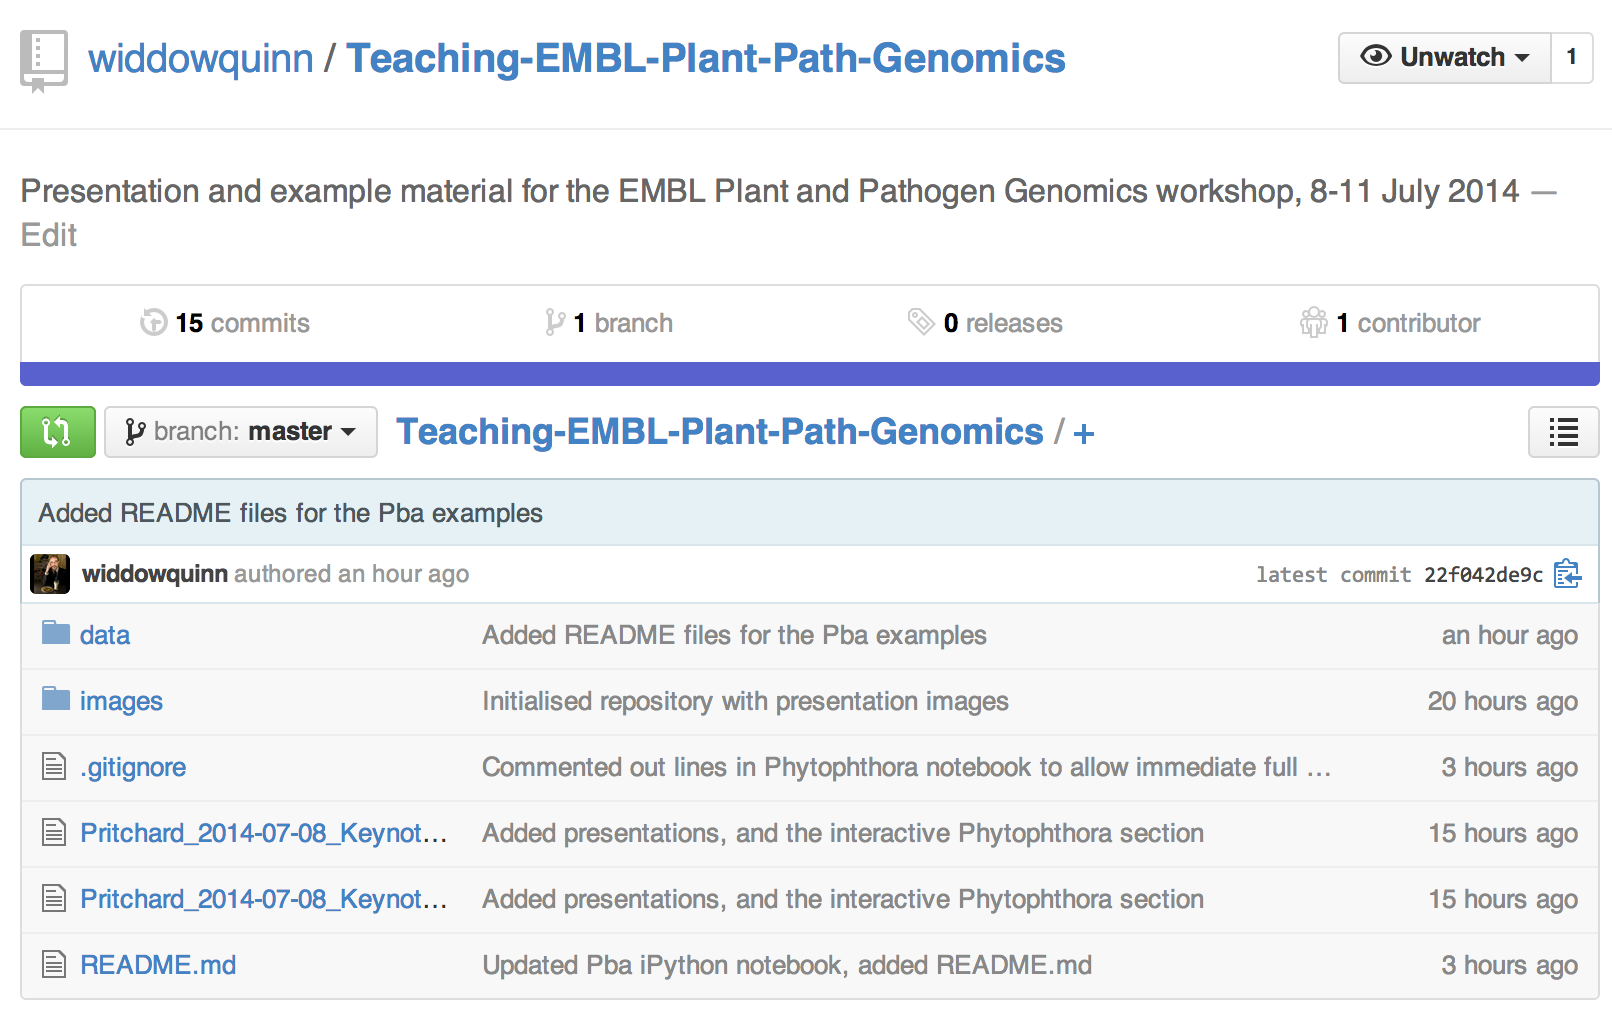 widdowquinn / Teaching-EMBL-Plant-Path-Genomics
Unwatch 1
Presentation and example material for the EMBL Plant and Pathogen Genomics workshop, 8-11 July 2014 —
Edit
15 commits 1 branch 0 releases 1 contributor
branch: master Teaching-EMBL-Plant-Path-Genomics / +
Added README files for the Pba examples
widdowquinn authored an hour ago latest commit 22f042de9c
data Added README files for the Pba examples an hour ago
images Initialised repository with presentation images 20 hours ago
.gitignore Commented out lines in Phytophthora notebook to allow immediate full … 3 hours ago
Pritchard_2014-07-08_Keynot… Added presentations, and the interactive Phytophthora section 15 hours ago
Pritchard_2014-07-08_Keynot… Added presentations, and the interactive Phytophthora section 15 hours ago
README.md Updated Pba iPython notebook, added README.md 3 hours ago